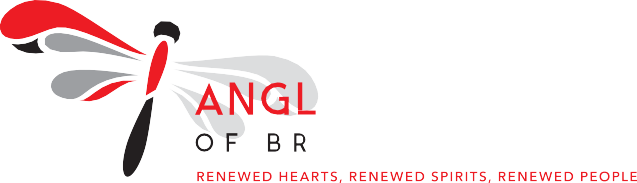 ANGL
OF BR
RENEWED HEARTS, RENEWED SPIRITS, RENEWED PEOPLE